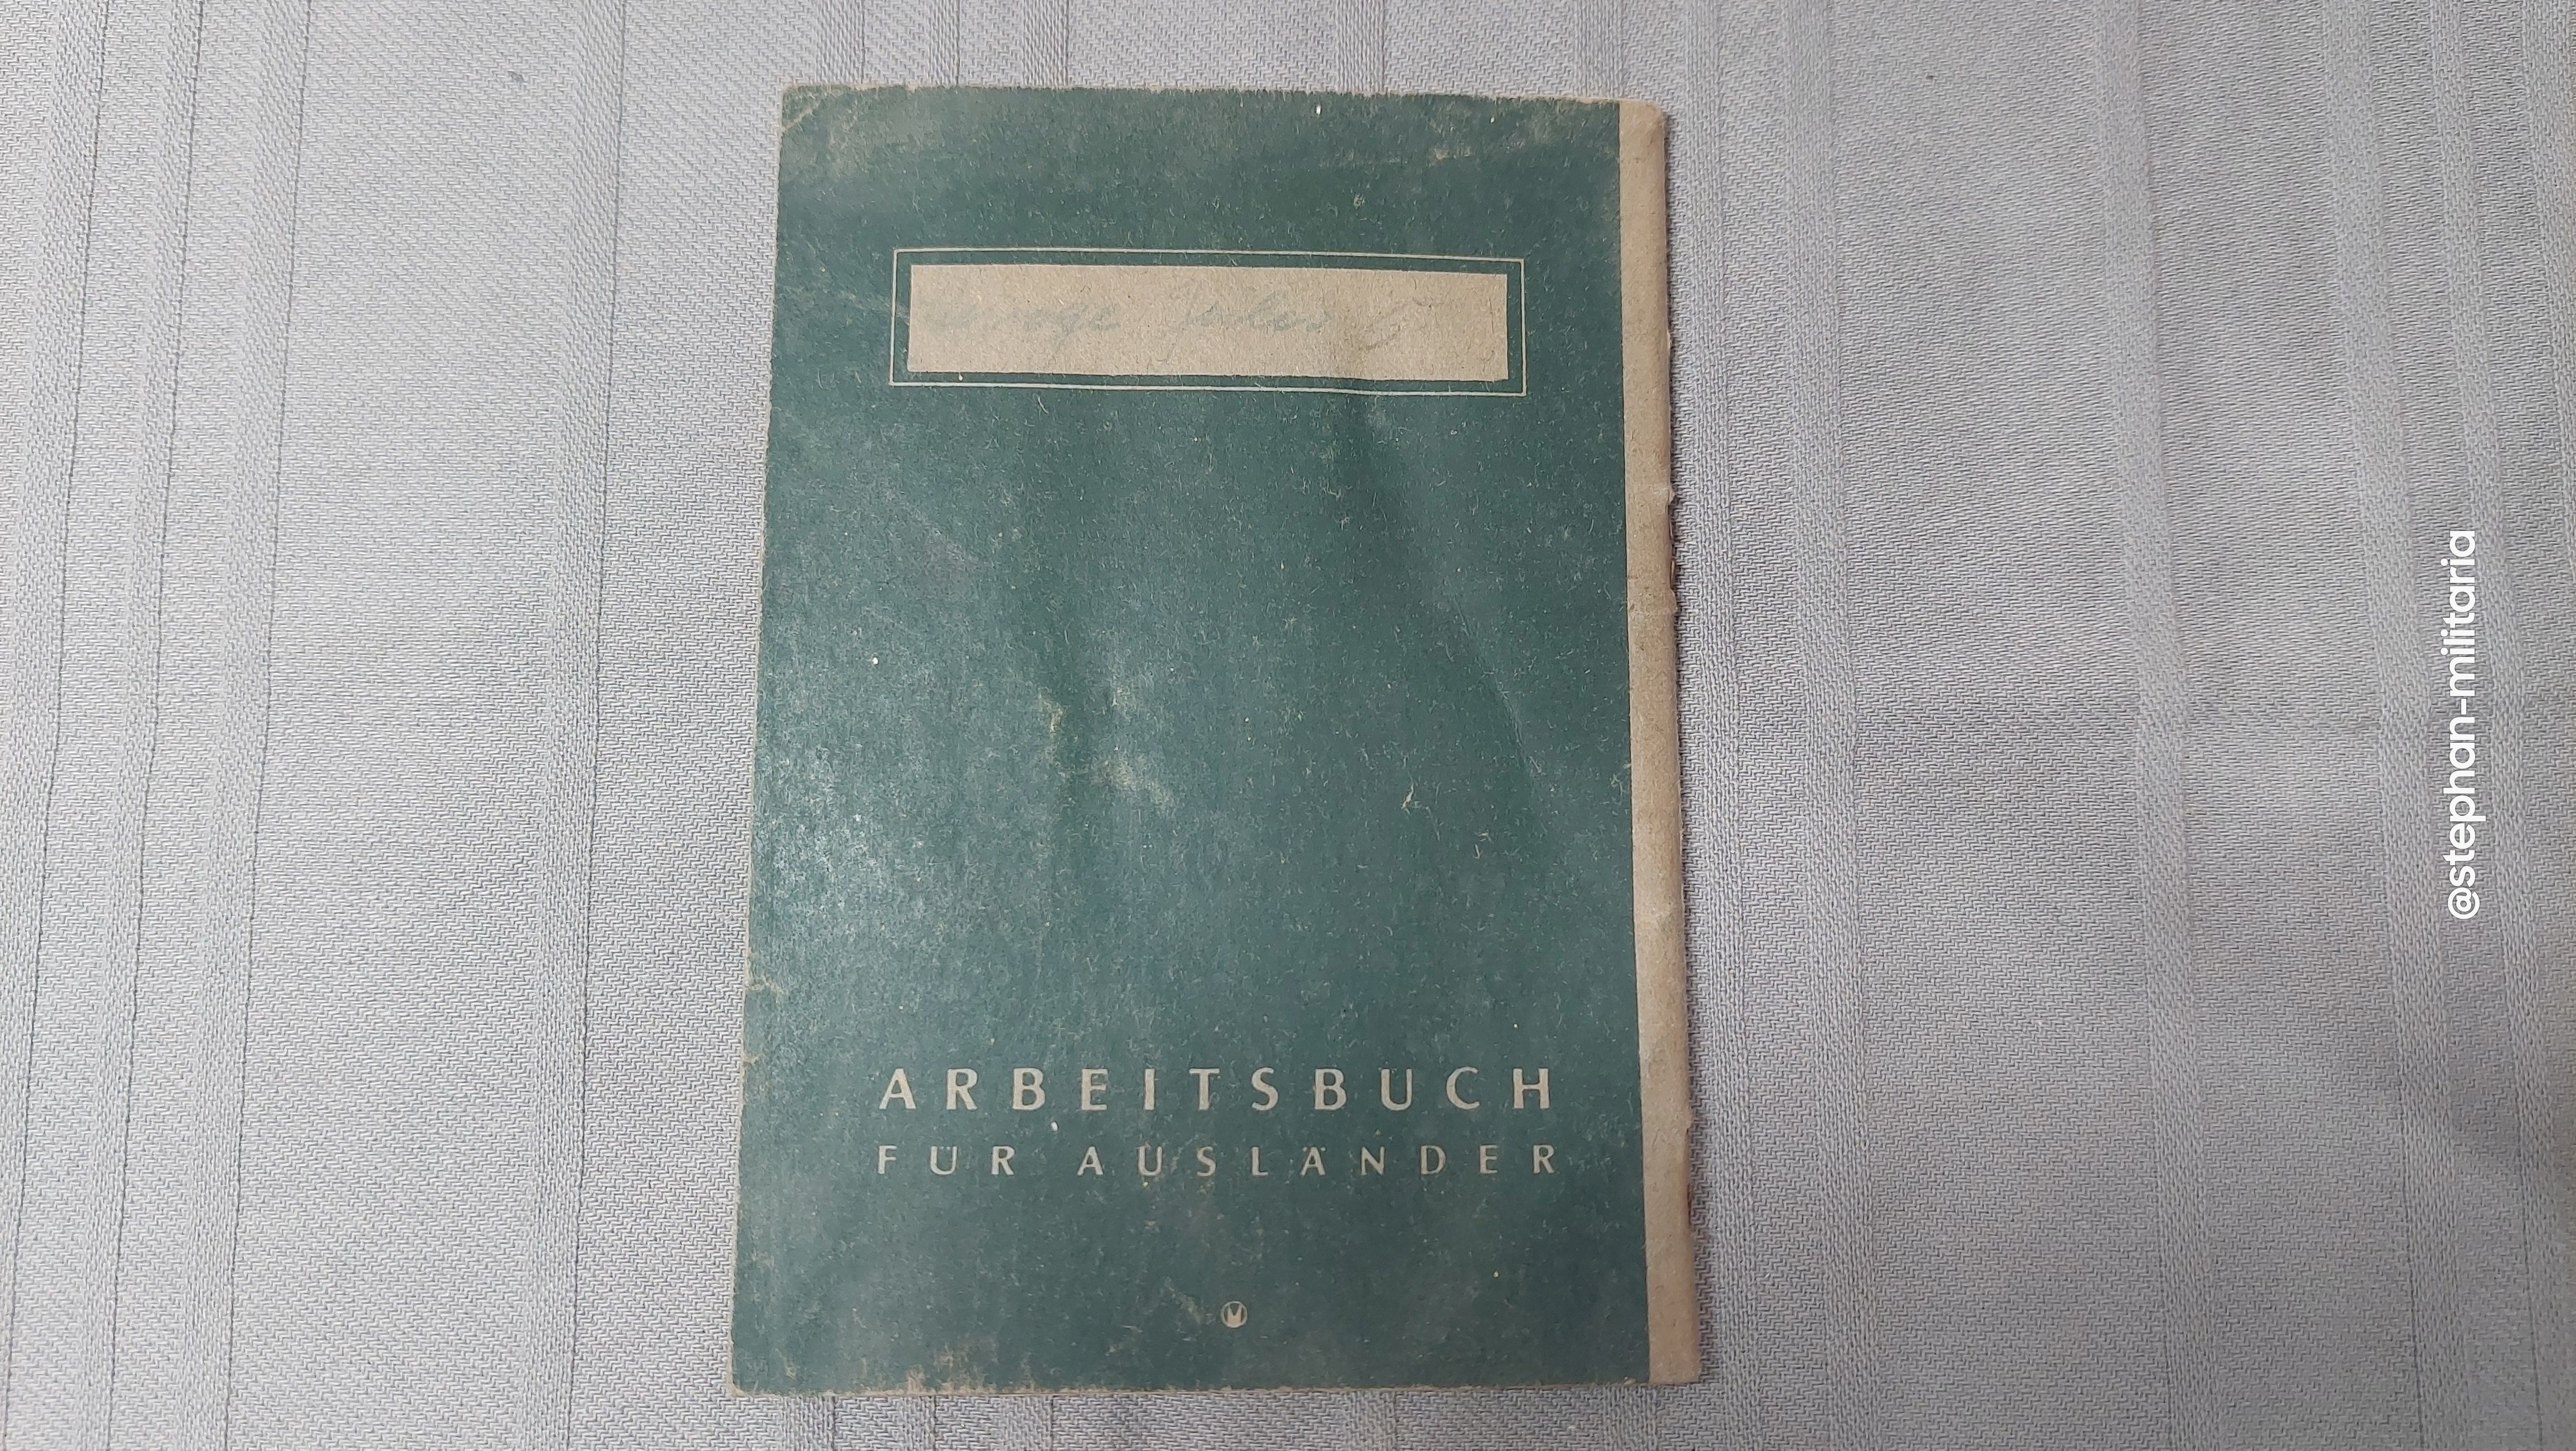 ARBEITSBUCH
FÜR AUSLÄNDER
M
@stephan-militaria